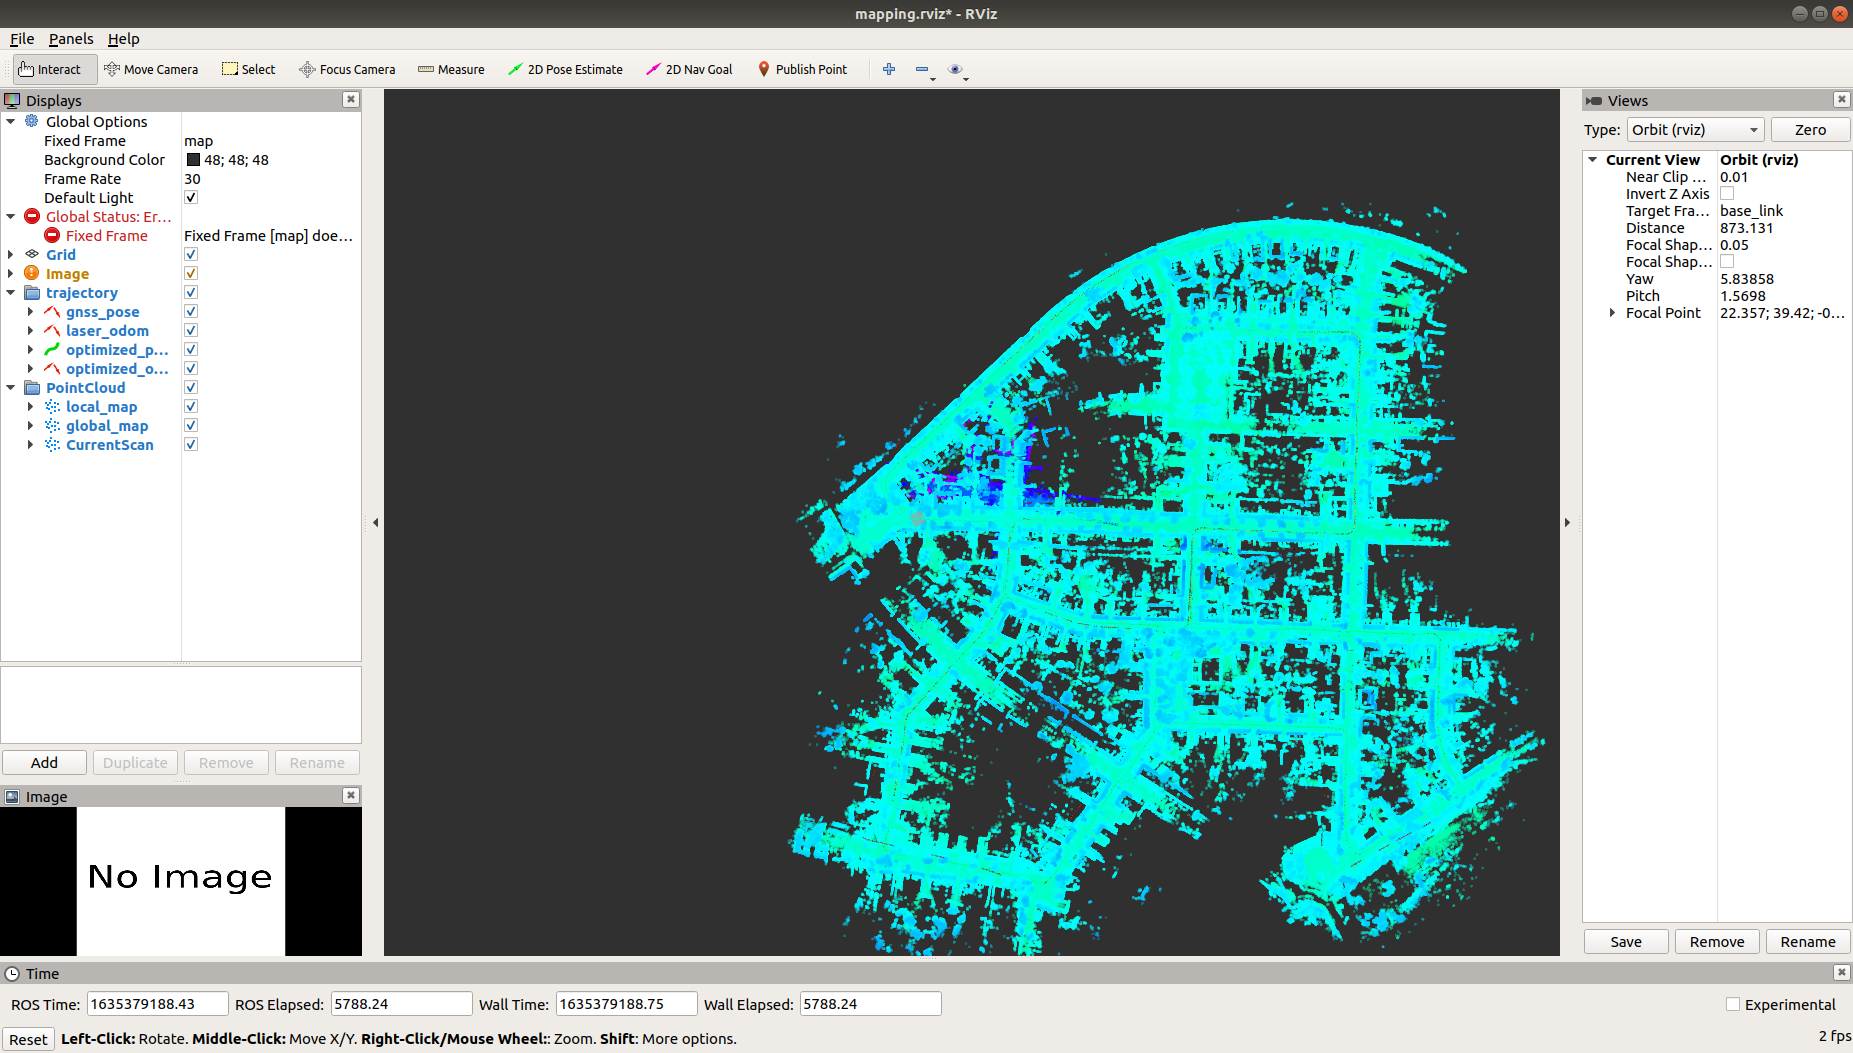 mapping.rviz* - RViz
File Panels Help
Interact Move Camera Select Focus Camera Measure 2D Pose Estimate 2D Nav Goal Publish Point
Displays
Global Options
Fixed Frame map
Background Color 48; 48; 48
Frame Rate 30
Default Light
Global Status: Er...
Fixed Frame Fixed Frame [map] doe...
Grid
Image
trajectory
gnss_pose
laser_odom
optimized_p...
optimized_o...
PointCloud
local_map
global_map
CurrentScan
Add Duplicate Remove Rename
Image
No Image
Views
Type: Orbit (rviz) Zero
Current View Orbit (rviz)
Near Clip ... 0.01
Invert Z Axis
Target Fra... base_link
Distance 873.131
Focal Shap... 0.05
Focal Shap...
Yaw 5.83858
Pitch 1.5698
Focal Point 22.357; 39.42; -0...
Save Remove Rename
Time
ROS Time: 1635379188.43 ROS Elapsed: 5788.24 Wall Time: 1635379188.75 Wall Elapsed: 5788.24 Experimental
Reset Left-Click: Rotate. Middle-Click: Move X/Y. Right-Click/Mouse Wheel:: Zoom. Shift: More options. 2 fps